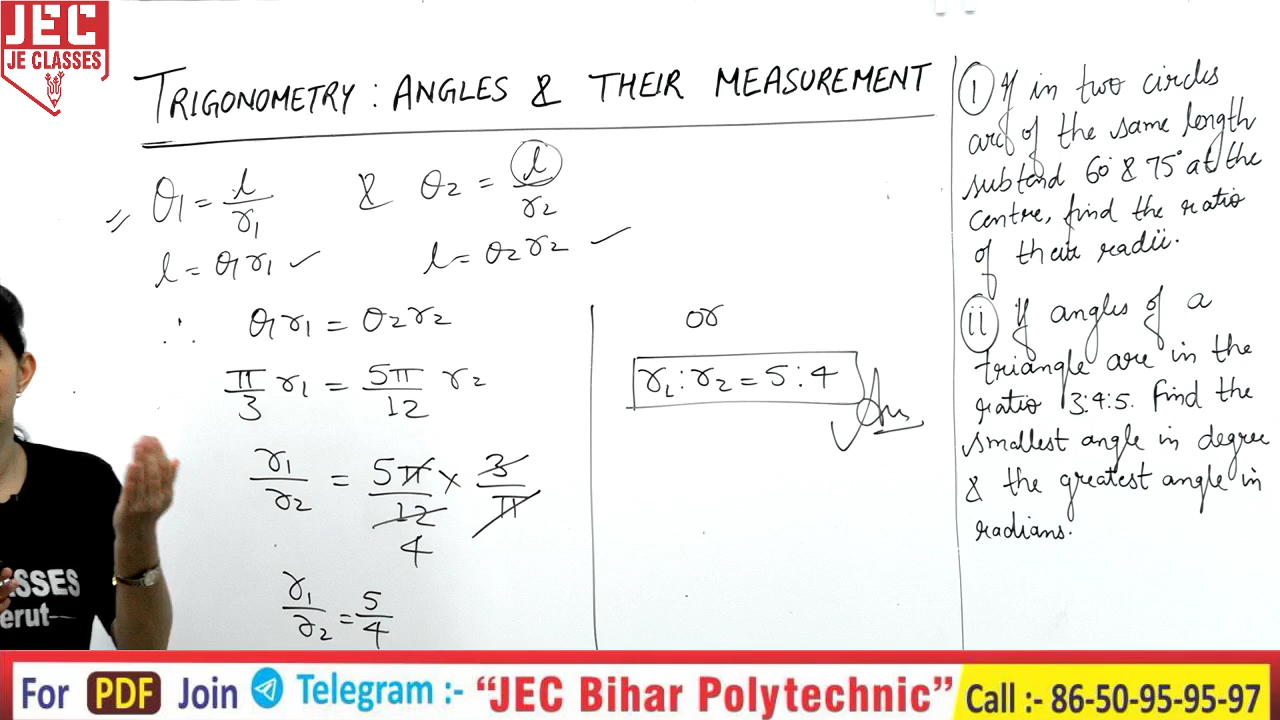 JEC
JE CLASSES
TRIGONOMETRY : ANGLES & THEIR MEASUREMENT
⇒ θ1 = l/r1 & θ2 = l/r2
l = θ1r1 ✓ l = θ2r2 ✓
∴ θ1r1 = θ2r2
π/3 r1 = 5π/12 r2
r1/r2 = 5π/12 × 3/π
4
r1/r2 = 5/4
or
r1 : r2 = 5 : 4
Ans
i If in two circles
arc of the same length
subtend 60° & 75° at the
centre, find the ratio
of their radii.
ii If angles of a
triangle are in the
ratio 3:4:5. Find the
smallest angle in degree
& the greatest angle in
radians.
For PDF Join Telegram :- “JEC Bihar Polytechnic” Call :- 86-50-95-95-97